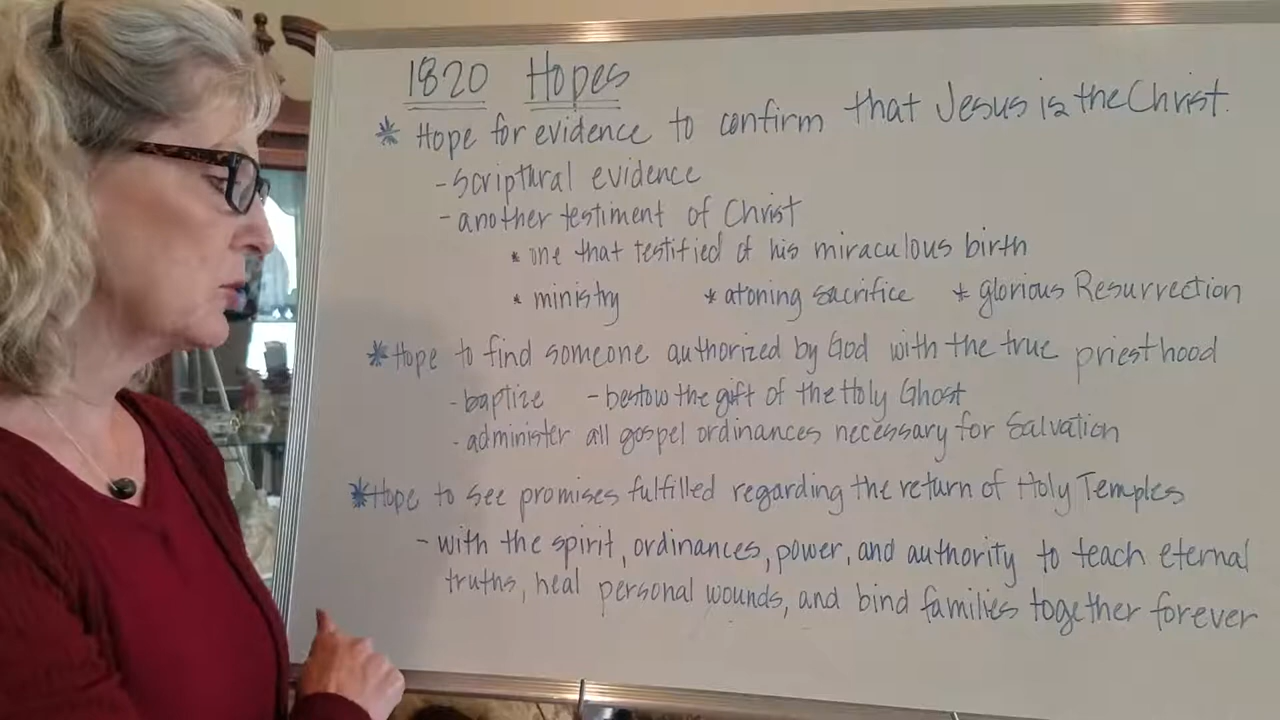 1820 Hopes
* Hope for evidence to confirm that Jesus is the Christ.
- scriptural evidence
- another testiment of Christ
* one that testified of his miraculous birth
* ministry * atoning sacrifice * glorious Resurrection
* Hope to find someone authorized by God with the true priesthood
- baptize - bestow the gift of the Holy Ghost
- administer all gospel ordinances necessary for Salvation
* Hope to see promises fulfilled regarding the return of Holy Temples
- with the spirit, ordinances, power, and authority to teach eternal
truths, heal personal wounds, and bind families together forever